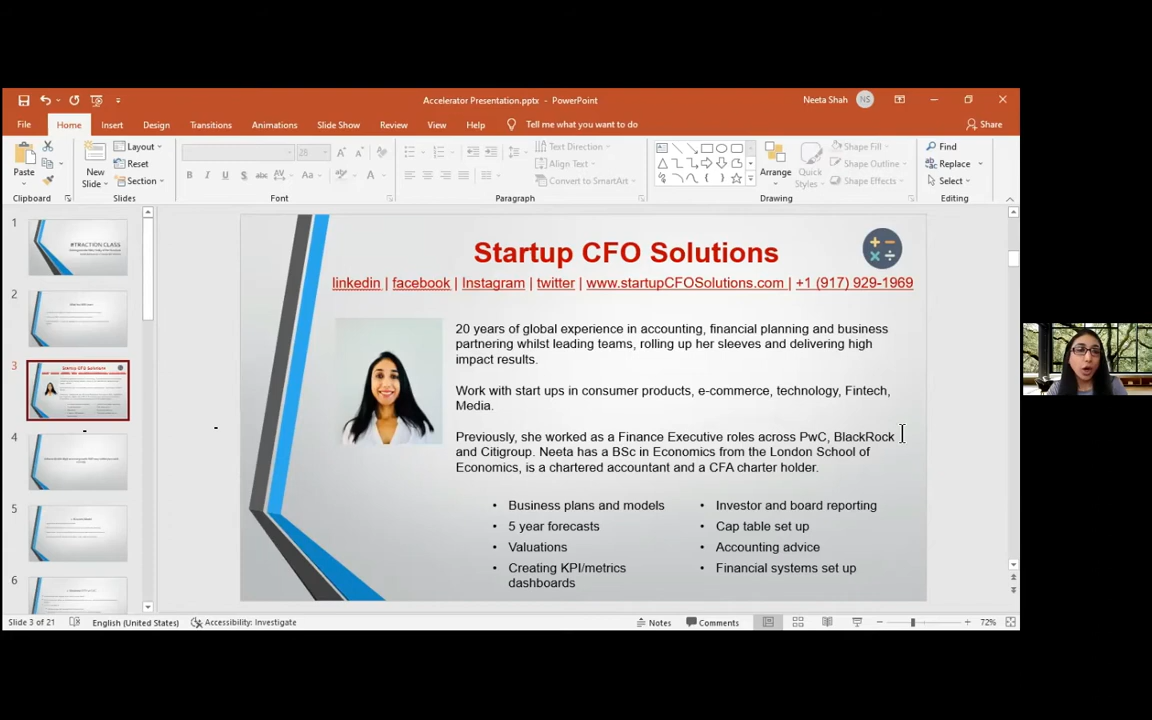 Accelerator Presentation.pptx - PowerPoint
Neeta Shah
NS
File Home Insert Design Transitions Animations Slide Show Review View Help Tell me what you want to do
Share
Paste
New
Slide
Layout
Reset
Section
Text Direction
Align Text
Convert to SmartArt
Arrange
Quick
Styles
Shape Fill
Shape Outline
Shape Effects
Find
Replace
Select
Clipboard Slides Font Paragraph Drawing Editing
1
#TRACTION CLASS
2
3
4
5
6
Startup CFO Solutions
linkedin | facebook | Instagram | twitter | www.startupCFOSolutions.com | +1 (917) 929-1969
20 years of global experience in accounting, financial planning and business
partnering whilst leading teams, rolling up her sleeves and delivering high
impact results.
Work with start ups in consumer products, e-commerce, technology, Fintech,
Media.
Previously, she worked as a Finance Executive roles across PwC, BlackRock
and Citigroup. Neeta has a BSc in Economics from the London School of
Economics, is a chartered accountant and a CFA charter holder.
• Business plans and models
• 5 year forecasts
• Valuations
• Creating KPI/metrics
dashboards
• Investor and board reporting
• Cap table set up
• Accounting advice
• Financial systems set up
Slide 3 of 21 English (United States) Accessibility: Investigate
Notes Comments 72%